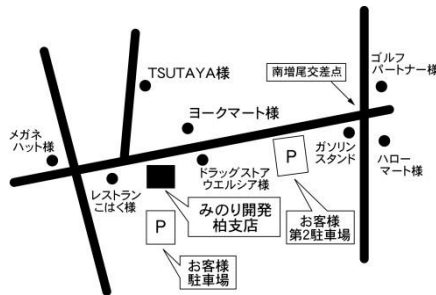 ゴルフ
パートナー様
TSUTAYA様
南増尾交差点
ヨークマート様
メガネ
ハット様
ガソリン
スタンド
P
ハロー
マート様
ドラッグストア
ウエルシア様
レストラン
こはく様
みのり開発
柏支店
お客様
第2駐車場
P
お客様
駐車場